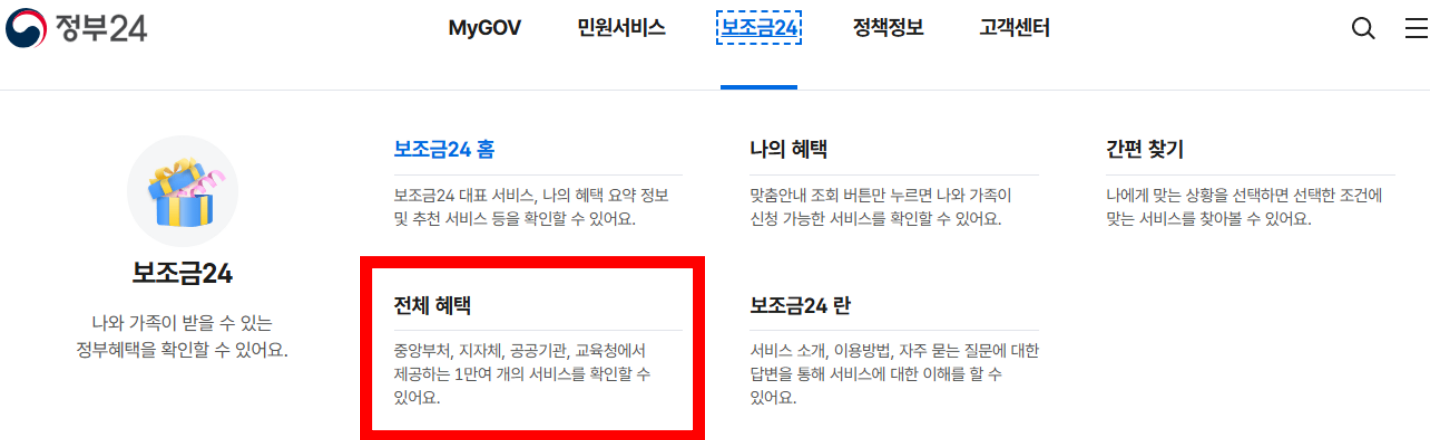 정부24
MyGOV
민원서비스
보조금24
정책정보
고객센터
보조금24
나와 가족이 받을 수 있는
정부혜택을 확인할 수 있어요.
보조금24 홈
보조금24 대표 서비스, 나의 혜택 요약 정보
및 추천 서비스 등을 확인할 수 있어요.
나의 혜택
맞춤안내 조회 버튼만 누르면 나와 가족이
신청 가능한 서비스를 확인할 수 있어요.
간편 찾기
나에게 맞는 상황을 선택하면 선택한 조건에
맞는 서비스를 찾아볼 수 있어요.
전체 혜택
중앙부처, 지자체, 공공기관, 교육청에서
제공하는 1만여 개의 서비스를 확인할 수
있어요.
보조금24 란
서비스 소개, 이용방법, 자주 묻는 질문에 대한
답변을 통해 서비스에 대한 이해를 할 수
있어요.